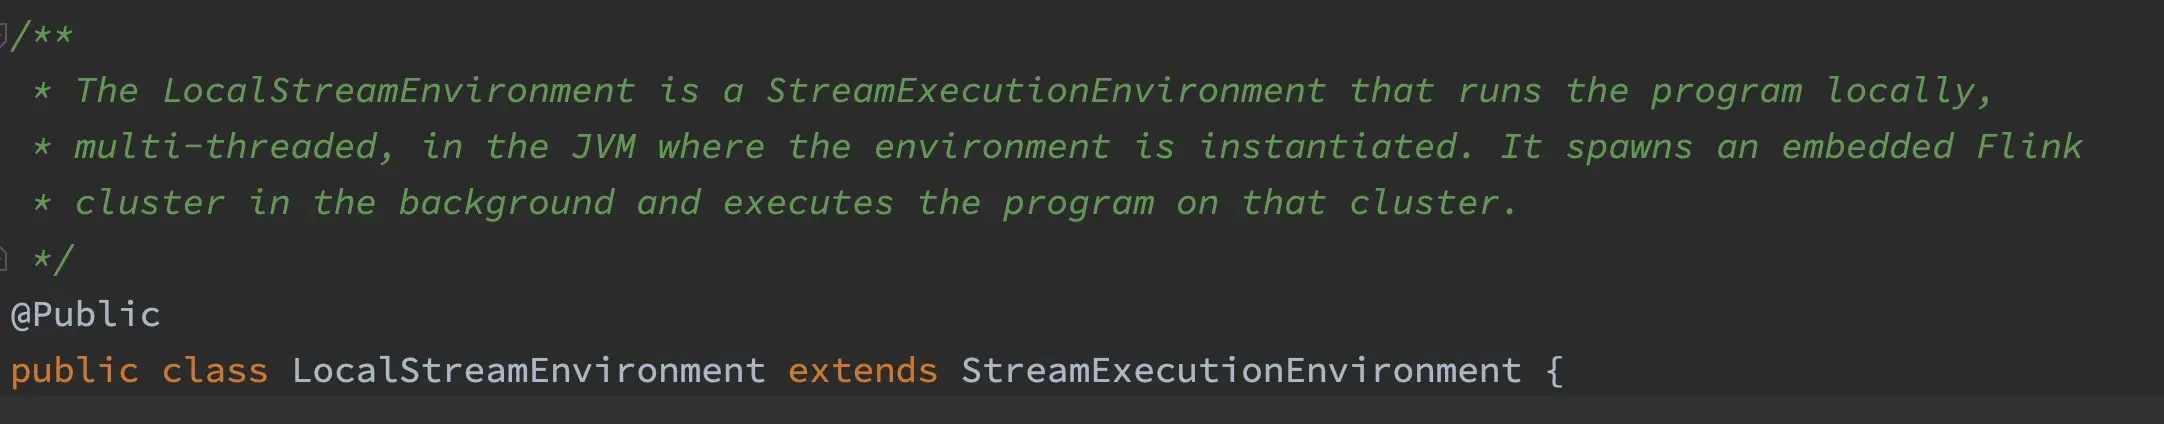 /**
 * The LocalStreamEnvironment is a StreamExecutionEnvironment that runs the program locally,
 * multi-threaded, in the JVM where the environment is instantiated. It spawns an embedded Flink
 * cluster in the background and executes the program on that cluster.
 */
@Public
public class LocalStreamEnvironment extends StreamExecutionEnvironment {